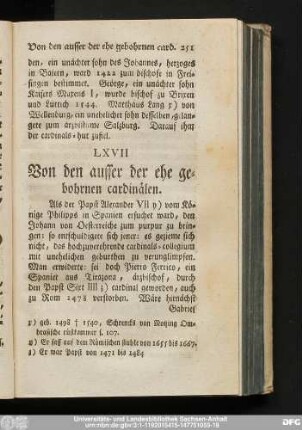 Von den ausser der ehe gebohrnen card. 251
den, ein unächter sohn des Johannes, herzoges
in Baiern, ward 1422 zum bischofe in Frei-
singen bestimmet. George, ein unächter sohn
Kaisers Maxens I, wurde bischof zu Brixen
und Lüttich 1544. Matthäus Lang x) von
Wellenburg, ein unehelicher sohn desselben, gelan-
gete zum erzbistume Salzburg. Darauf ihm
der cardinals-hut zufiel.
LXVII
Von den ausser der ehe ge-
bohrnen cardinälen.
Als der Papst Alexander VII y) vom Kö-
nige Philipps in Spanien ersuchet ward, den
Johann von Oesterreiche zum purpur zu brin-
gen: so entschuldigte sich jener: es gezieme sich
nicht, das hochzuverehrende cardinals-collegium
mit unehelichen geburthen zu verunglimpfen.
Man erwiderte: sei doch Pietro Ferrito, ein
Spanier aus Tarragona, erzbischof, durch
den Papst Sixt IIII z) cardinal geworden, auch
zu Rom 1478 verstorben. Wäre hiernächst
Gabriel
x) geb. 1498 † 1540, Schrencks von Notzing Om-
brasische rüstkammer s. 107.
y) Er saß auf dem Römischen stuhle von 1655 bis 1667.
z) Er war Papst von 1471 bis 1484
Universitäts- und Landesbibliothek Sachsen-Anhalt
urn:nbn:de:gbv:3:1-1192015415-147751033-16
DFG